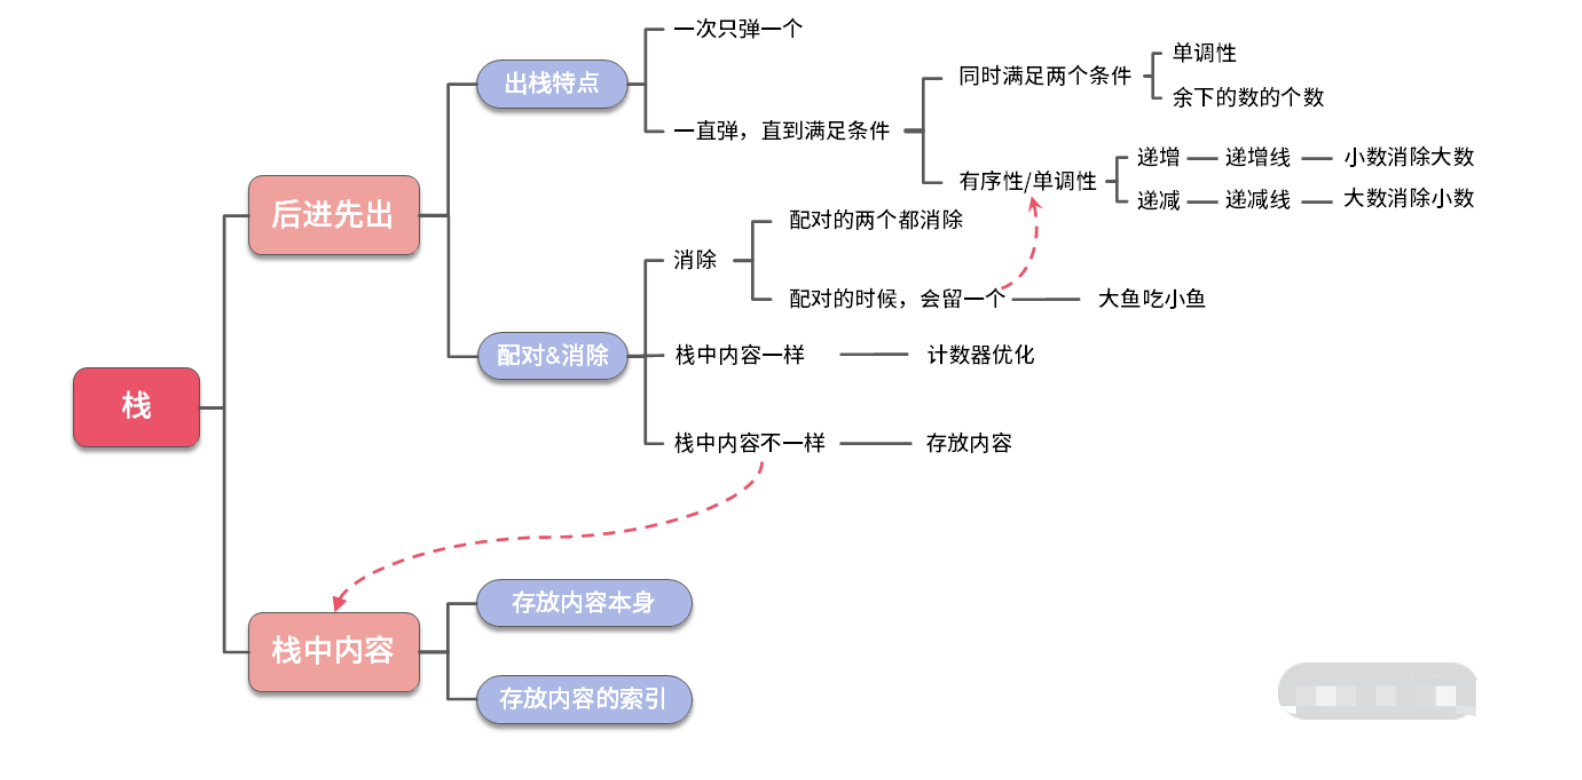 栈
后进先出
出栈特点
一次只弹一个
一直弹，直到满足条件
同时满足两个条件
单调性
余下的数的个数
有序性/单调性
递增
递增线
小数消除大数
递减
递减线
大数消除小数
配对&消除
消除
配对的两个都消除
配对的时候，会留一个
大鱼吃小鱼
栈中内容一样
计数器优化
栈中内容不一样
存放内容
栈中内容
存放内容本身
存放内容的索引